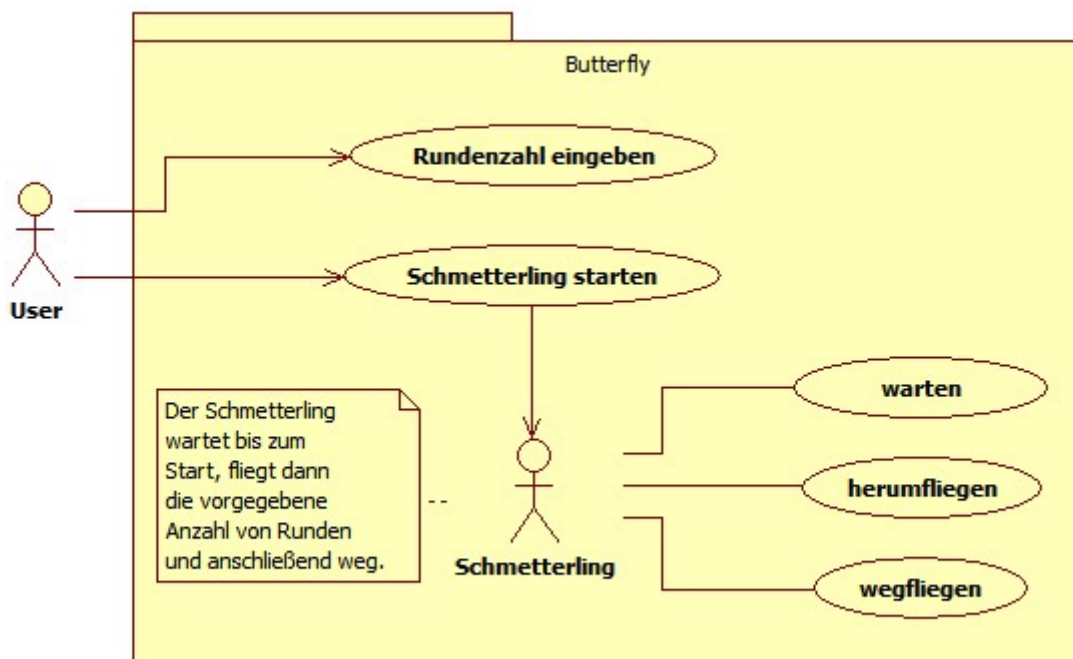 Butterfly
Rundenzahl eingeben
User
Schmetterling starten
Der Schmetterling
wartet bis zum
Start, fliegt dann
die vorgegebene
Anzahl von Runden
und anschließend weg.
Schmetterling
warten
herumfliegen
wegfliegen